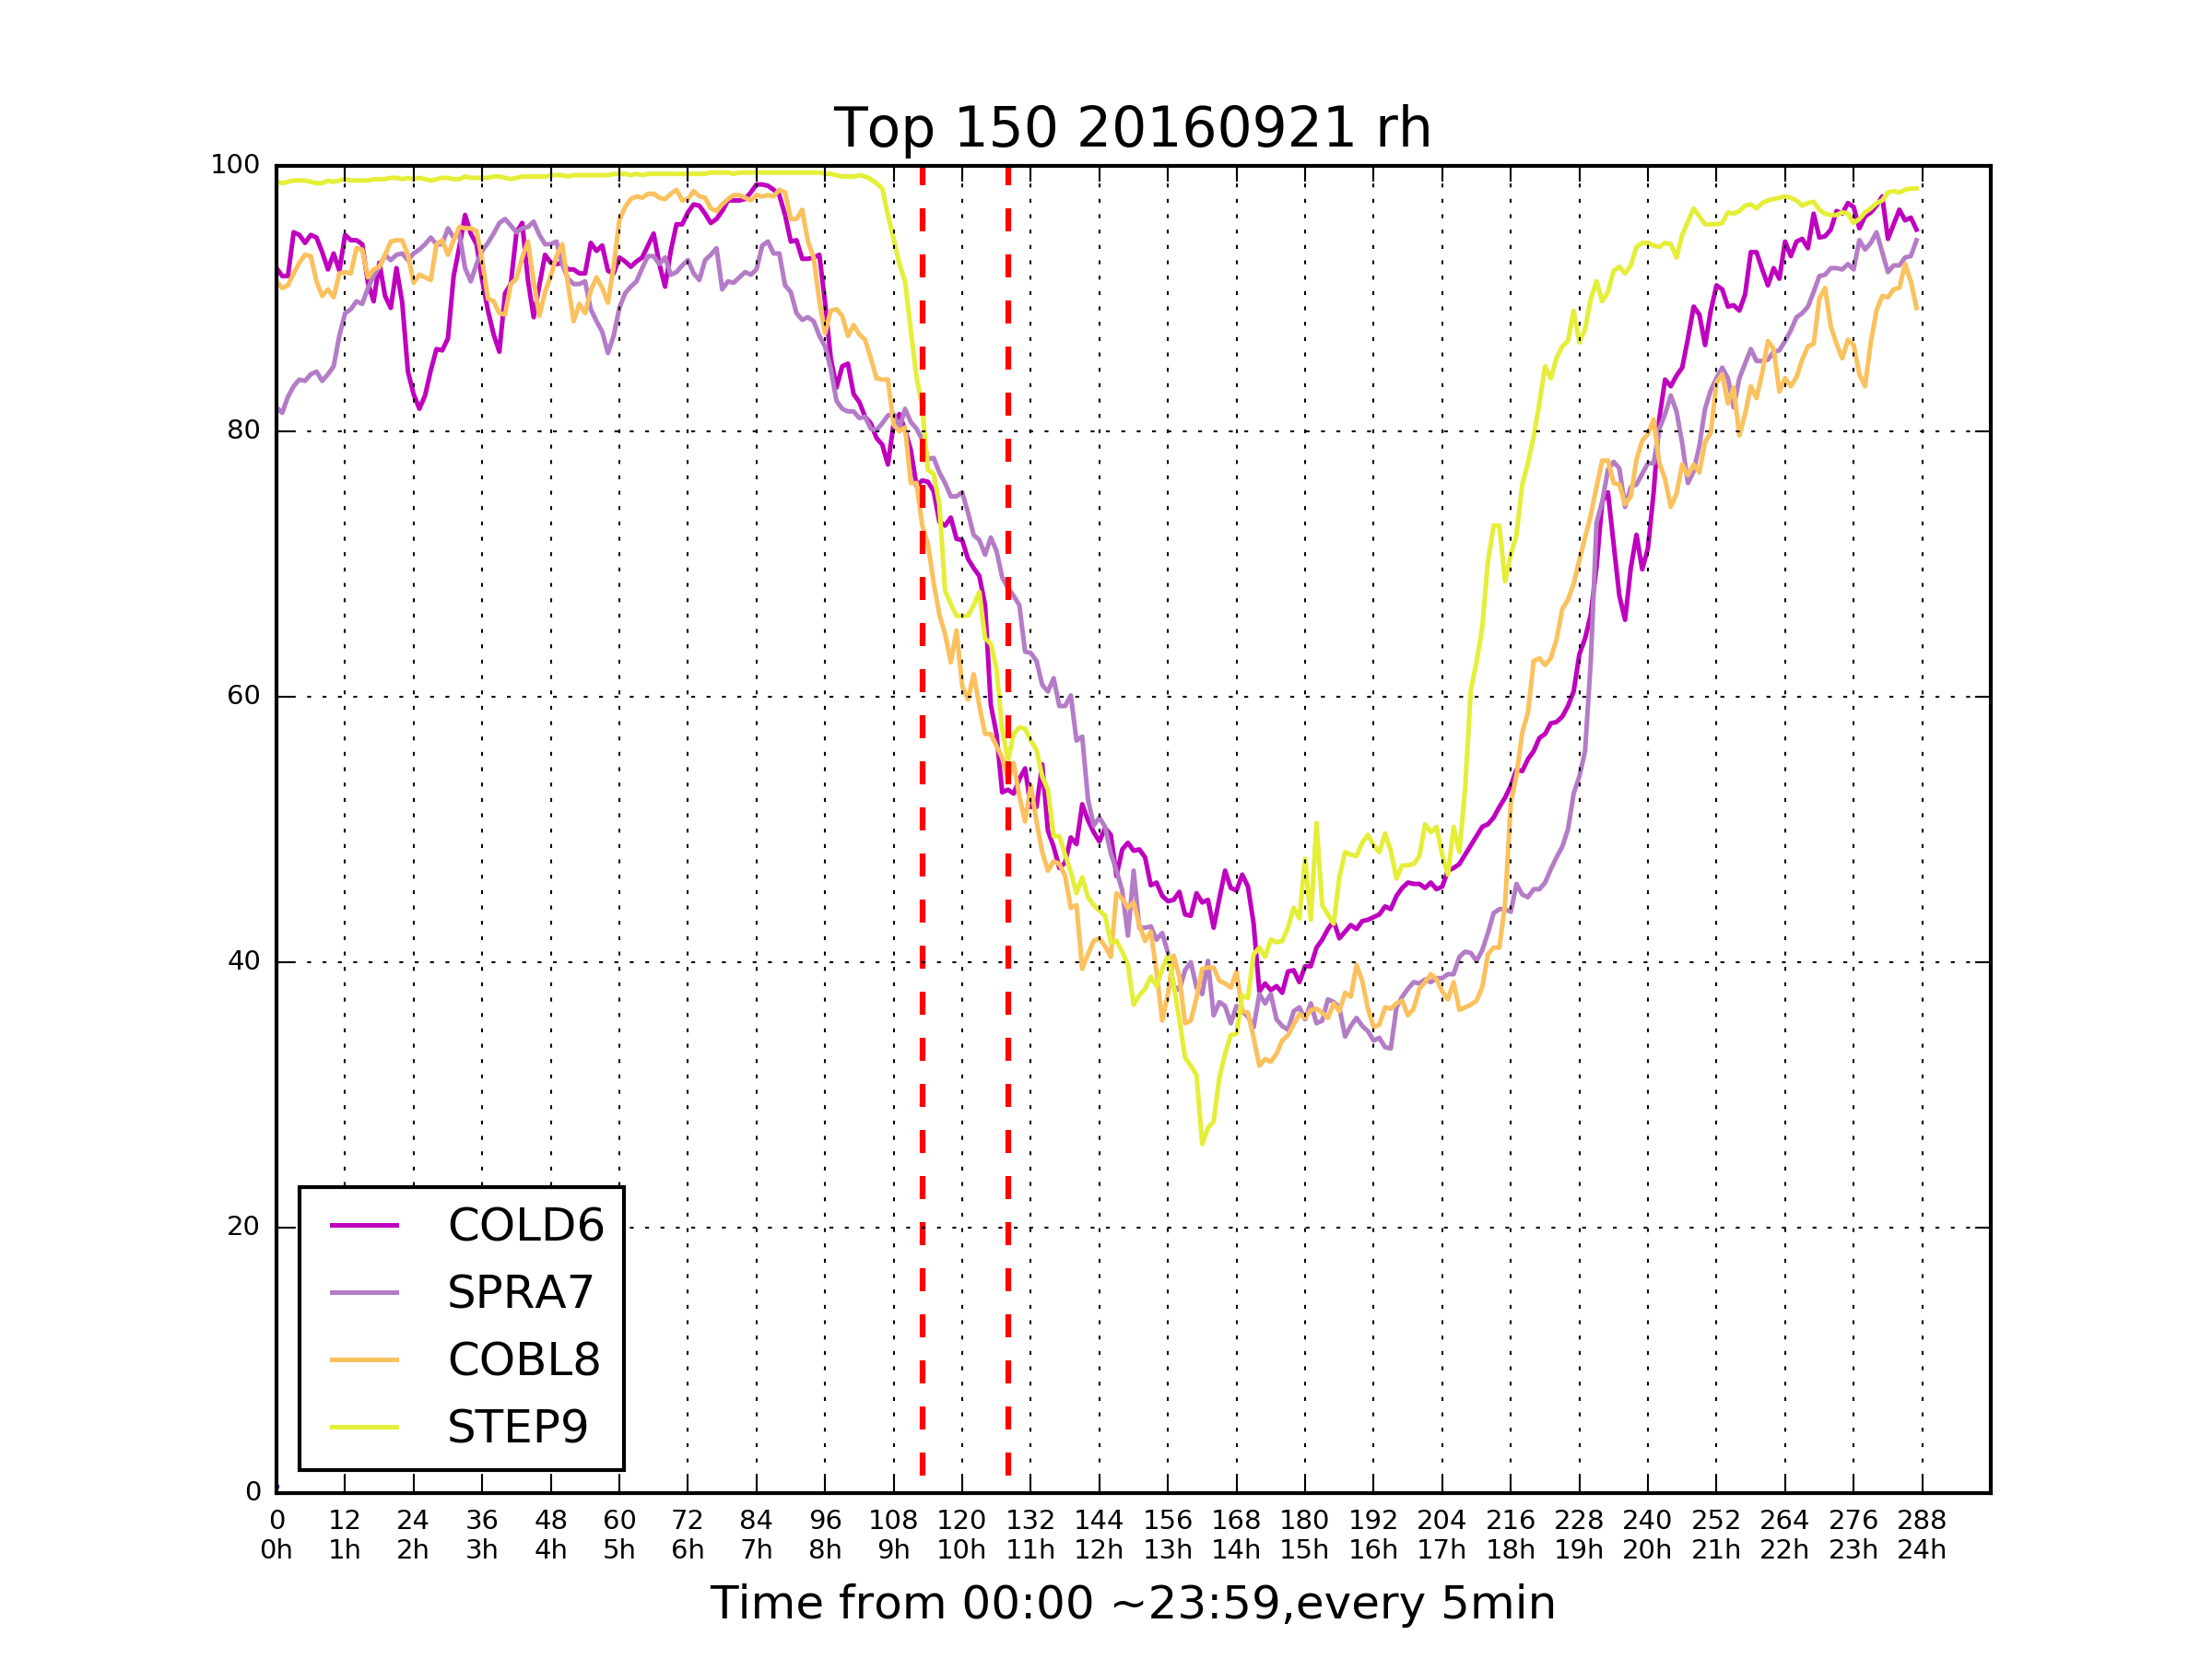 Top 150 20160921 rh
100
80
60
40
20
0
COLD6
SPRA7
COBL8
STEP9
0 12 24 36 48 60 72 84 96 108 120 132 144 156 168 180 192 204 216 228 240 252 264 276 288
0h 1h 2h 3h 4h 5h 6h 7h 8h 9h 10h 11h 12h 13h 14h 15h 16h 17h 18h 19h 20h 21h 22h 23h 24h
Time from 00:00 ~23:59,every 5min